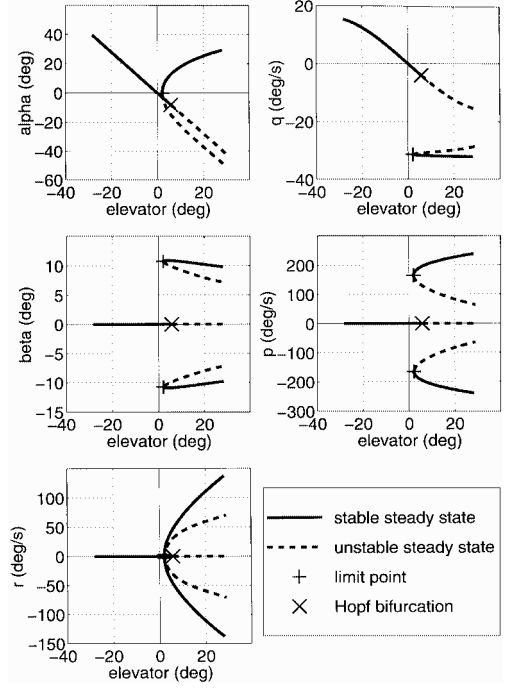 40
20
0
−20
−40
−60
alpha (deg)
−40 −20 0 20
elevator (deg)
20
0
−20
−40
q (deg/s)
−40 −20 0 20
elevator (deg)
10
5
0
−5
−10
−15
beta (deg)
−40 −20 0 20
elevator (deg)
200
100
0
−100
−200
−300
p (deg/s)
−40 −20 0 20
elevator (deg)
100
50
0
−50
−100
−150
r (deg/s)
−40 −20 0 20
elevator (deg)
stable steady state
unstable steady state
limit point
Hopf bifurcation